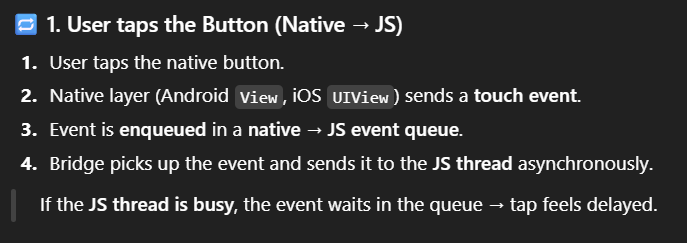 🔁 1. User taps the Button (Native → JS)
1. User taps the native button.
2. Native layer (Android View, iOS UIView) sends a touch event.
3. Event is enqueued in a native → JS event queue.
4. Bridge picks up the event and sends it to the JS thread asynchronously.
If the JS thread is busy, the event waits in the queue → tap feels delayed.